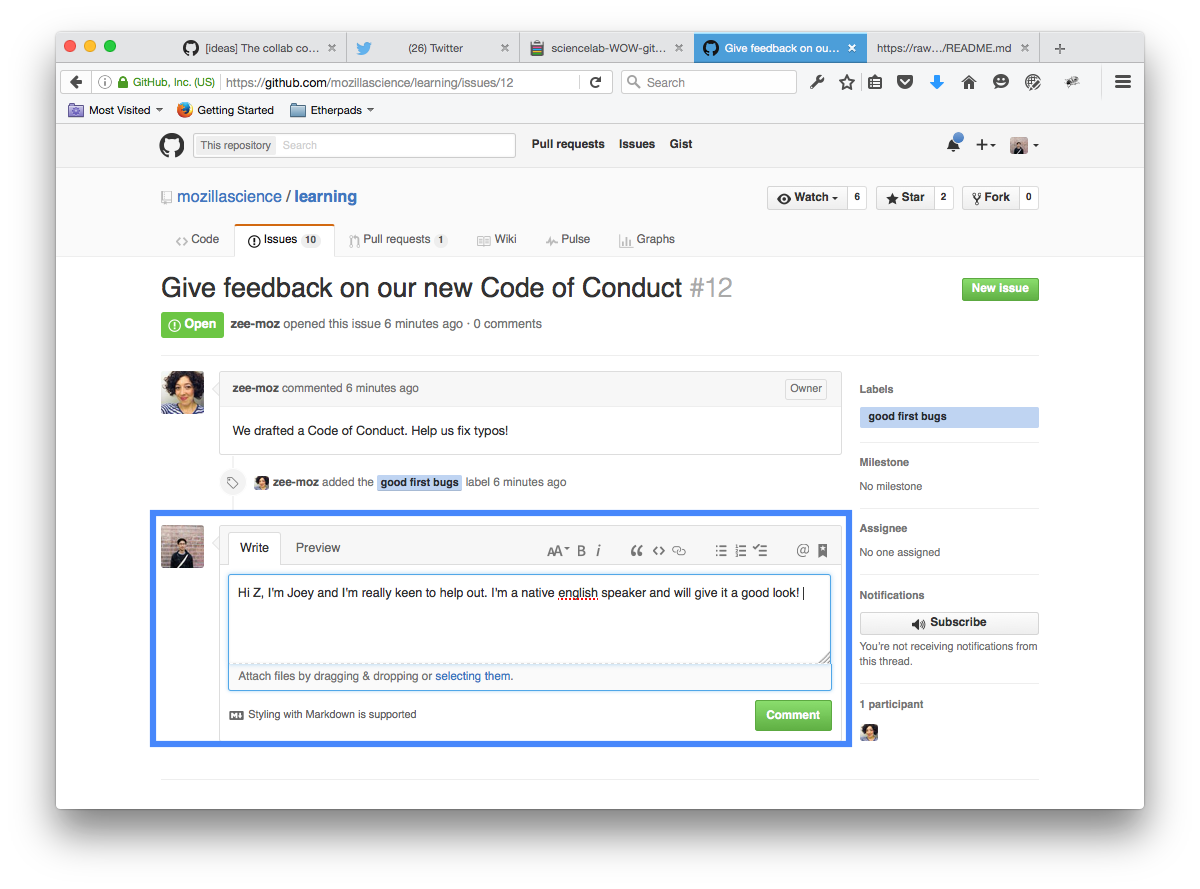 [ideas] The collab co...
(26) Twitter
sciencelab-WOW-git...
Give feedback on ou...
https://raw.../README.md
GitHub, Inc. (US)
https://github.com/mozillascience/learning/issues/12
Search
Most Visited
Getting Started
Etherpads
This repository
Search
Pull requests
Issues
Gist
mozillascience / learning
Watch 6
Star 2
Fork 0
Code
Issues 10
Pull requests 1
Wiki
Pulse
Graphs
Give feedback on our new Code of Conduct #12
New issue
Open
zee-moz opened this issue 6 minutes ago · 0 comments
zee-moz commented 6 minutes ago
Owner
We drafted a Code of Conduct. Help us fix typos!
zee-moz added the good first bugs label 6 minutes ago
Write
Preview
AA B i
Hi Z, I'm Joey and I'm really keen to help out. I'm a native english speaker and will give it a good look!
Attach files by dragging & dropping or selecting them.
Styling with Markdown is supported
Comment
Labels
good first bugs
Milestone
No milestone
Assignee
No one assigned
Notifications
Subscribe
You're not receiving notifications from
this thread.
1 participant